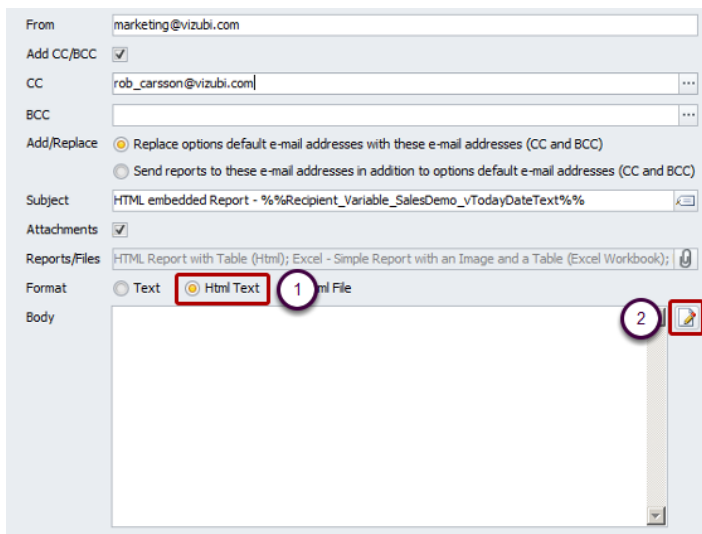 From marketing@vizubi.com
Add CC/BCC
CC rob_carsson@vizubi.com
BCC
Add/Replace Replace options default e-mail addresses with these e-mail addresses (CC and BCC)
Send reports to these e-mail addresses in addition to options default e-mail addresses (CC and BCC)
Subject HTML embedded Report - %%Recipient_Variable_SalesDemo_vTodayDateText%%
Attachments
Reports/Files HTML Report with Table (Html); Excel - Simple Report with an Image and a Table (Excel Workbook);
Format Text Html Text 1 ml File
Body 2